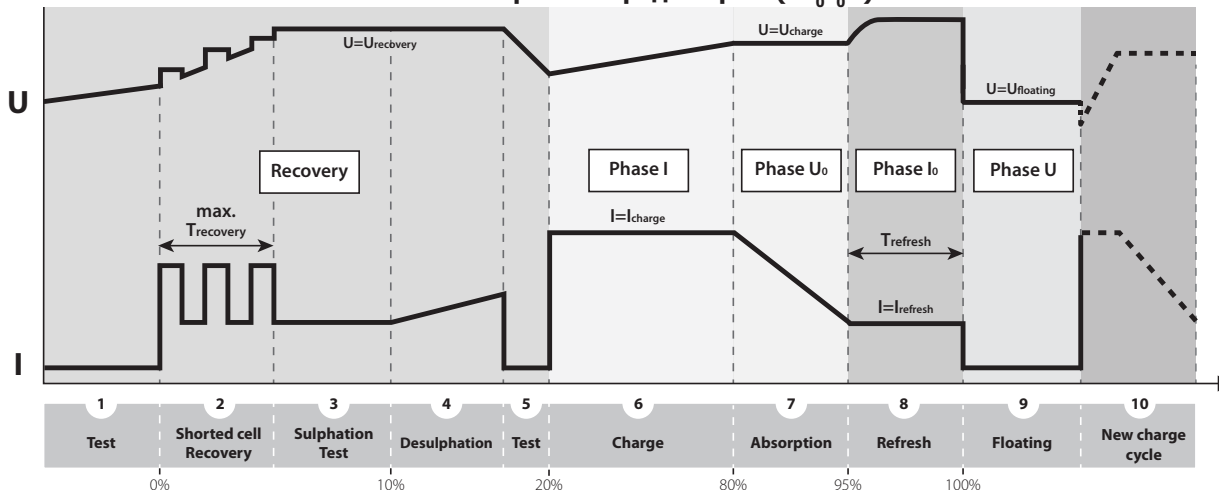 U=Urecovery
U=Ucharge
U
U=Ufloating
Recovery
Phase I
Phase U0
Phase I0
Phase U
max.
Trecovery
I=Icharge
Trefresh
I=Irefresh
I
1
2
3
4
5
6
7
8
9
10
Test
Shorted cell
Recovery
Sulphation
Test
Desulphation
Test
Charge
Absorption
Refresh
Floating
New charge
cycle
0%
10%
20%
80%
95%
100%